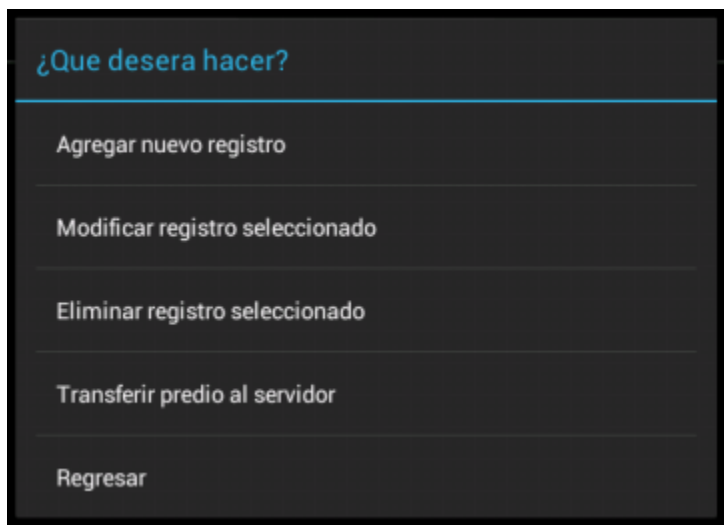 ¿Que desera hacer?
Agregar nuevo registro
Modificar registro seleccionado
Eliminar registro seleccionado
Transferir predio al servidor
Regresar